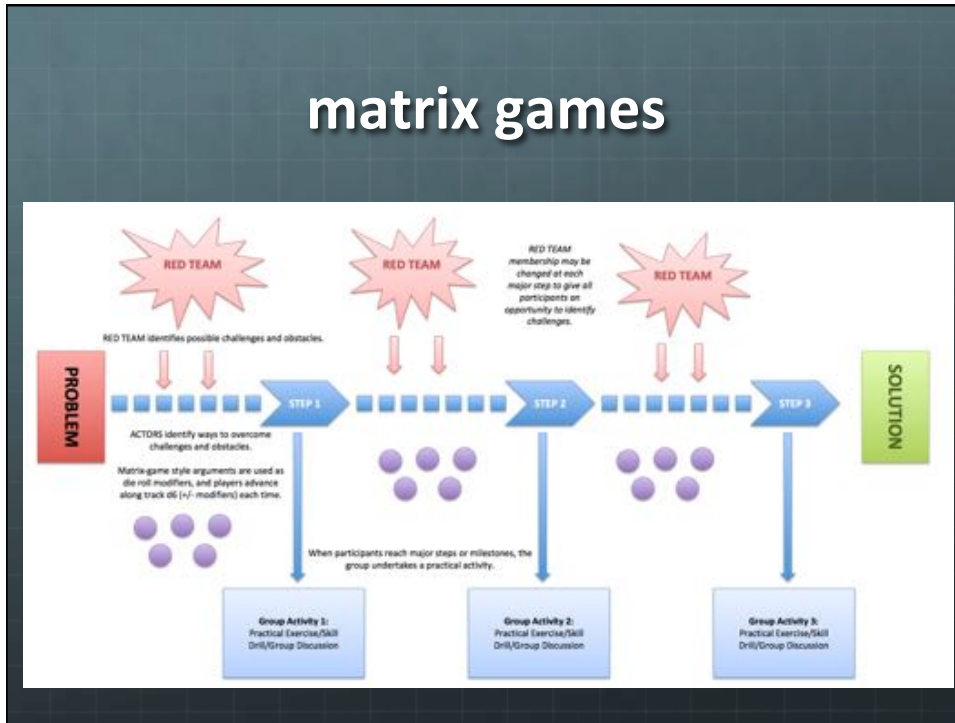 matrix games
RED TEAM
RED TEAM
RED TEAM
membership may be
changed at each
major step to give all
participants an
opportunity to identify
challenges.
RED TEAM
RED TEAM identifies possible challenges and obstacles.
PROBLEM
STEP 1
STEP 2
STEP 3
SOLUTION
ACTORS identify ways to overcome
challenges and obstacles.
Matrix-game style arguments are used as
die roll modifiers, and players advance
along track d6 (+/- modifiers) each time.
When participants reach major steps or milestones, the
group undertakes a practical activity.
Group Activity 1:
Practical Exercise/Skill
Drill/Group Discussion
Group Activity 2:
Practical Exercise/Skill
Drill/Group Discussion
Group Activity 3:
Practical Exercise/Skill
Drill/Group Discussion